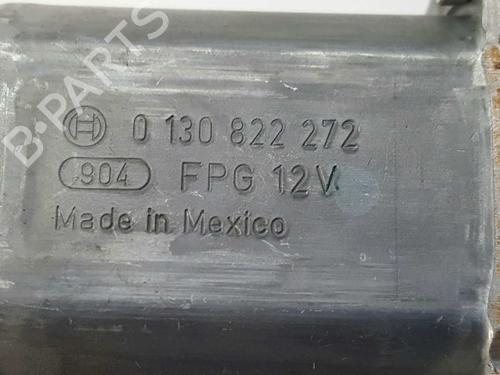 B-PARTS
0 130 822 272
904 FPG 12V
Made in Mexico